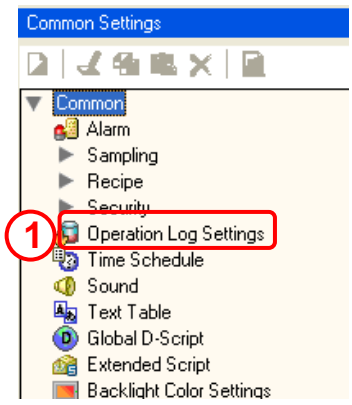 Common Settings
Common
Alarm
Sampling
Recipe
Security
1 Operation Log Settings
Time Schedule
Sound
Text Table
Global D-Script
Extended Script
Backlight Color Settings